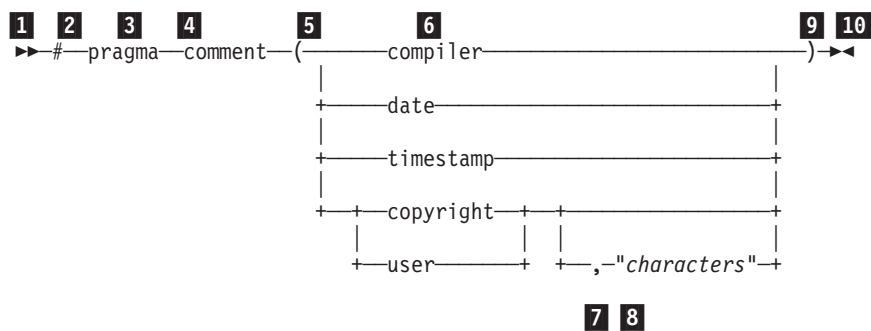 1 2 3 4 5 6 9 10
# pragma comment ( compiler )
date
timestamp
copyright
user , "characters"
7 8